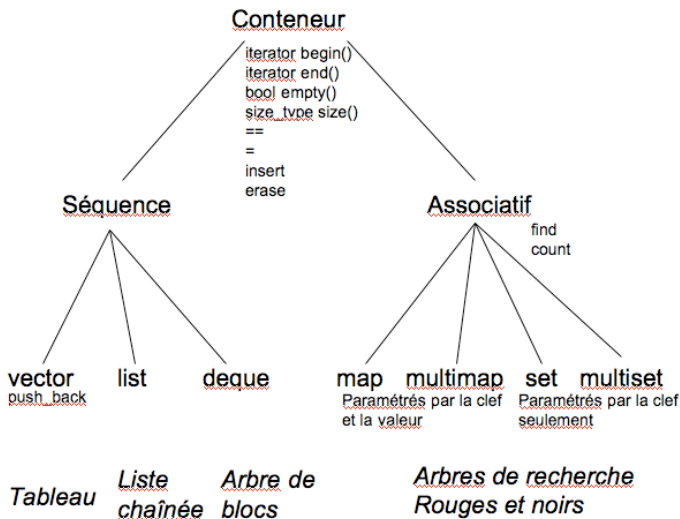 Conteneur
iterator begin()
iterator end()
bool empty()
size_type size()
==
=
insert
erase
Séquence
Associatif
find
count
vector
push_back
list
deque
map
multimap
set
multiset
Paramétrés par la clef
et la valeur
Paramétrés par la clef
seulement
Tableau
Liste
chaînée
Arbre de
blocs
Arbres de recherche
Rouges et noirs